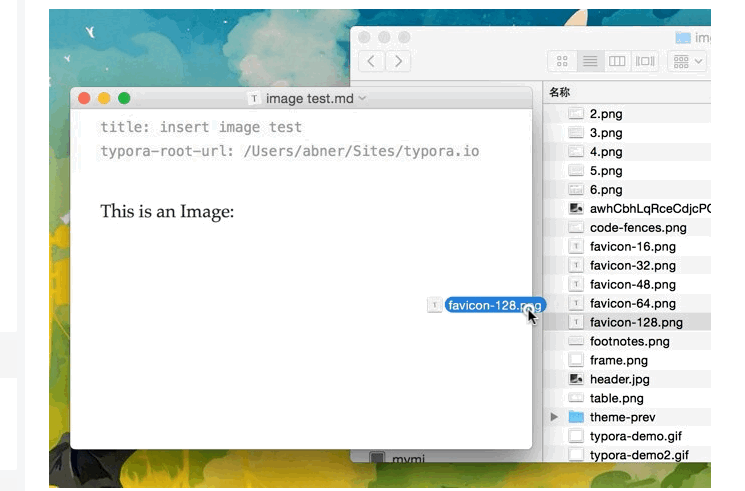 image test.md
title: insert image test
typora-root-url: /Users/abner/Sites/typora.io
This is an Image:
favicon-128.png
名称
2.png
3.png
4.png
5.png
6.png
code-fences.png
favicon-16.png
favicon-32.png
favicon-48.png
favicon-64.png
favicon-128.png
footnotes.png
frame.png
header.jpg
table.png
theme-prev
typora-demo.gif
typora-demo2.gif